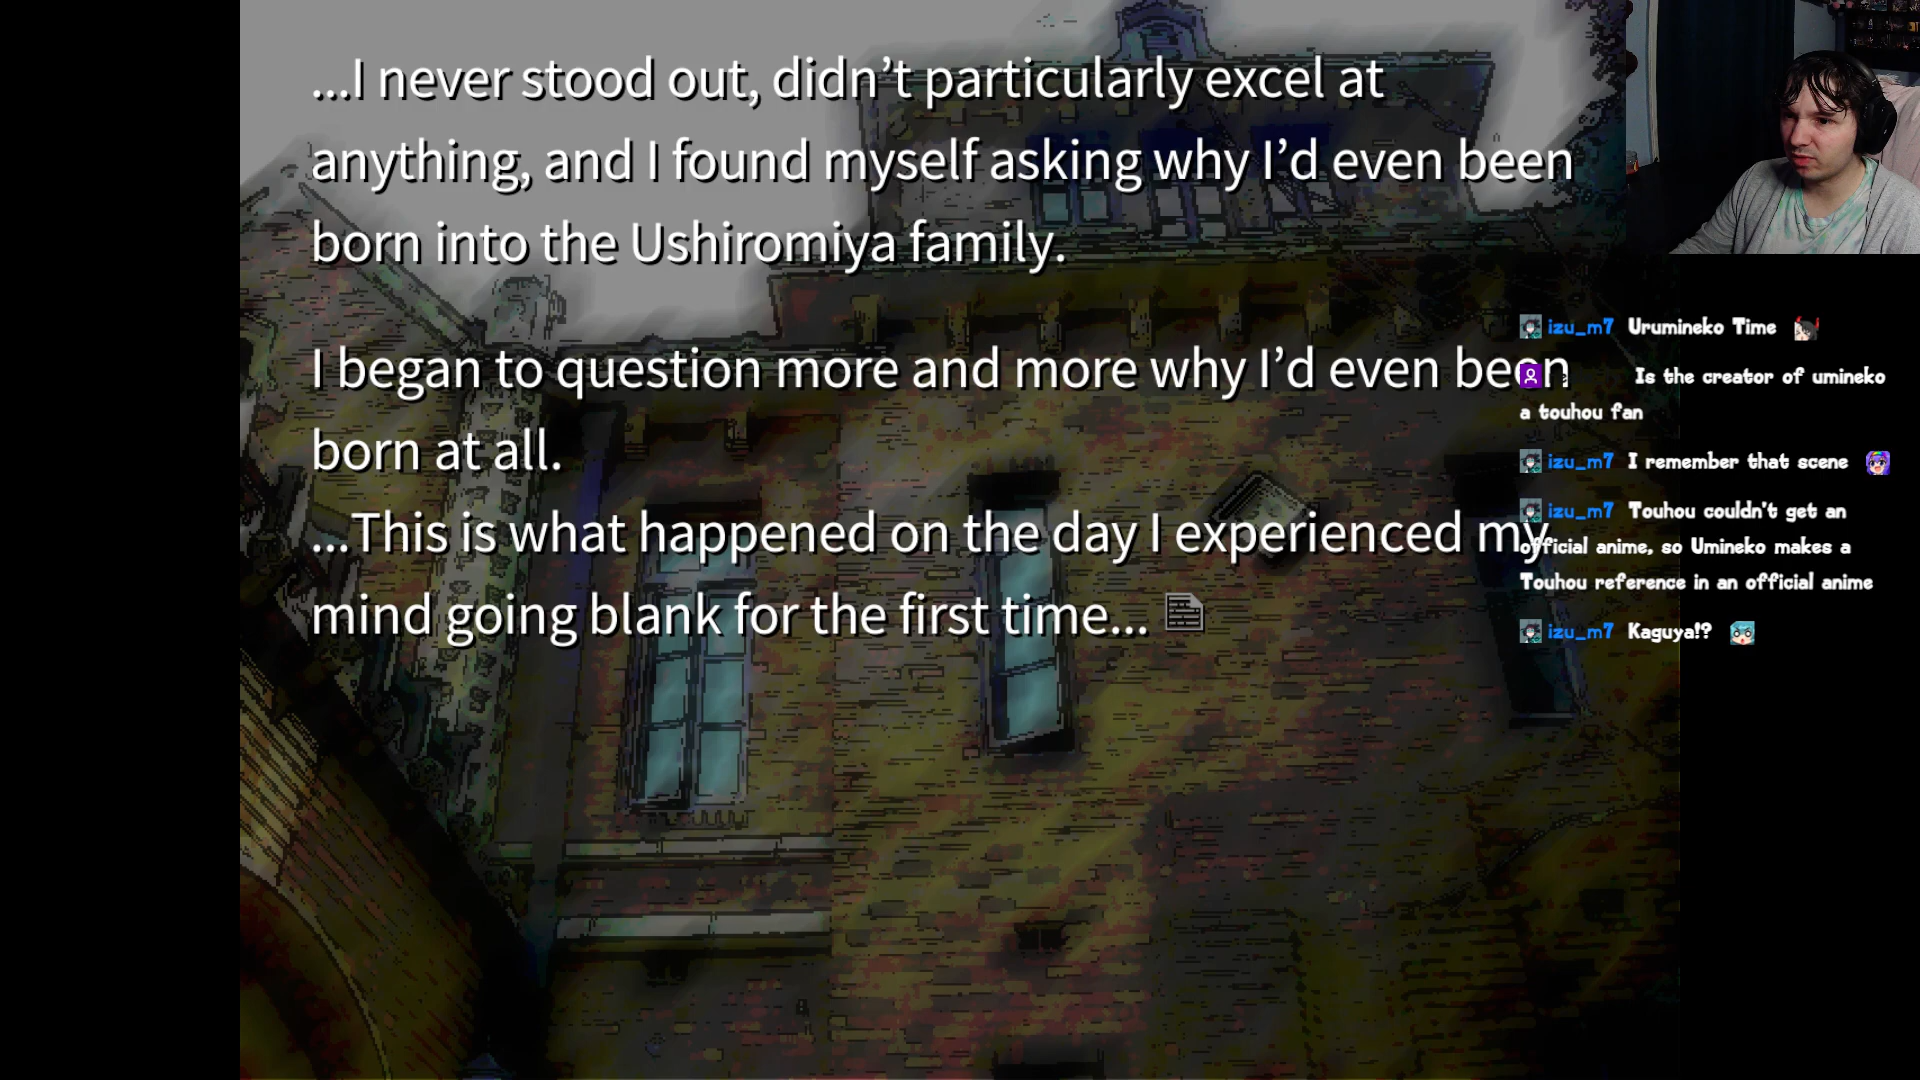 ...I never stood out, didn’t particularly excel at
anything, and I found myself asking why I’d even been
born into the Ushiromiya family.
I began to question more and more why I’d even been
born at all.
...This is what happened on the day I experienced my
mind going blank for the first time...
izu_m7 Urumineko Time
Is the creator of umineko
a touhou fan
izu_m7 I remember that scene
izu_m7 Touhou couldn't get an
official anime, so Umineko makes a
Touhou reference in an official anime
izu_m7 Kaguya!?